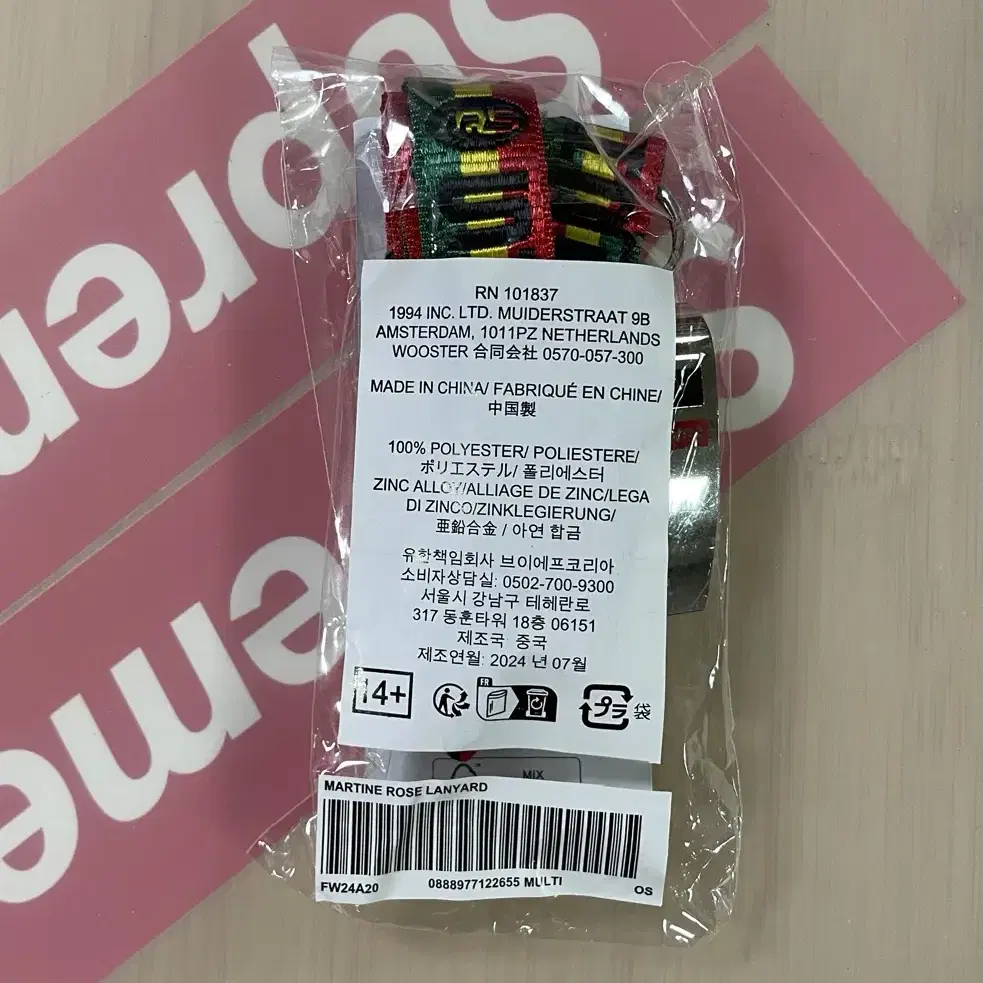 Supreme
Supreme
RN 101837
1994 INC. LTD. MUIDERSTRAAT 9B
AMSTERDAM, 1011PZ NETHERLANDS
WOOSTER 合同会社 0570-057-300
MADE IN CHINA/ FABRIQUÉ EN CHINE/
中国製
100% POLYESTER/ POLIESTERE/
ポリエステル/ 폴리에스터
ZINC ALLOY/ALLIAGE DE ZINC/LEGA
DI ZINCO/ZINKLEGIERUNG/
亜鉛合金 / 아연 합금
유한책임회사 브이에프코리아
소비자상담실: 0502-700-9300
서울시 강남구 테헤란로
317 동훈타워 18층 06151
제조국 중국
제조연월: 2024 년 07월
14+
FR
プラ 袋
MIX
MARTINE ROSE LANYARD
FW24A20 0888977122655 MULTI OS